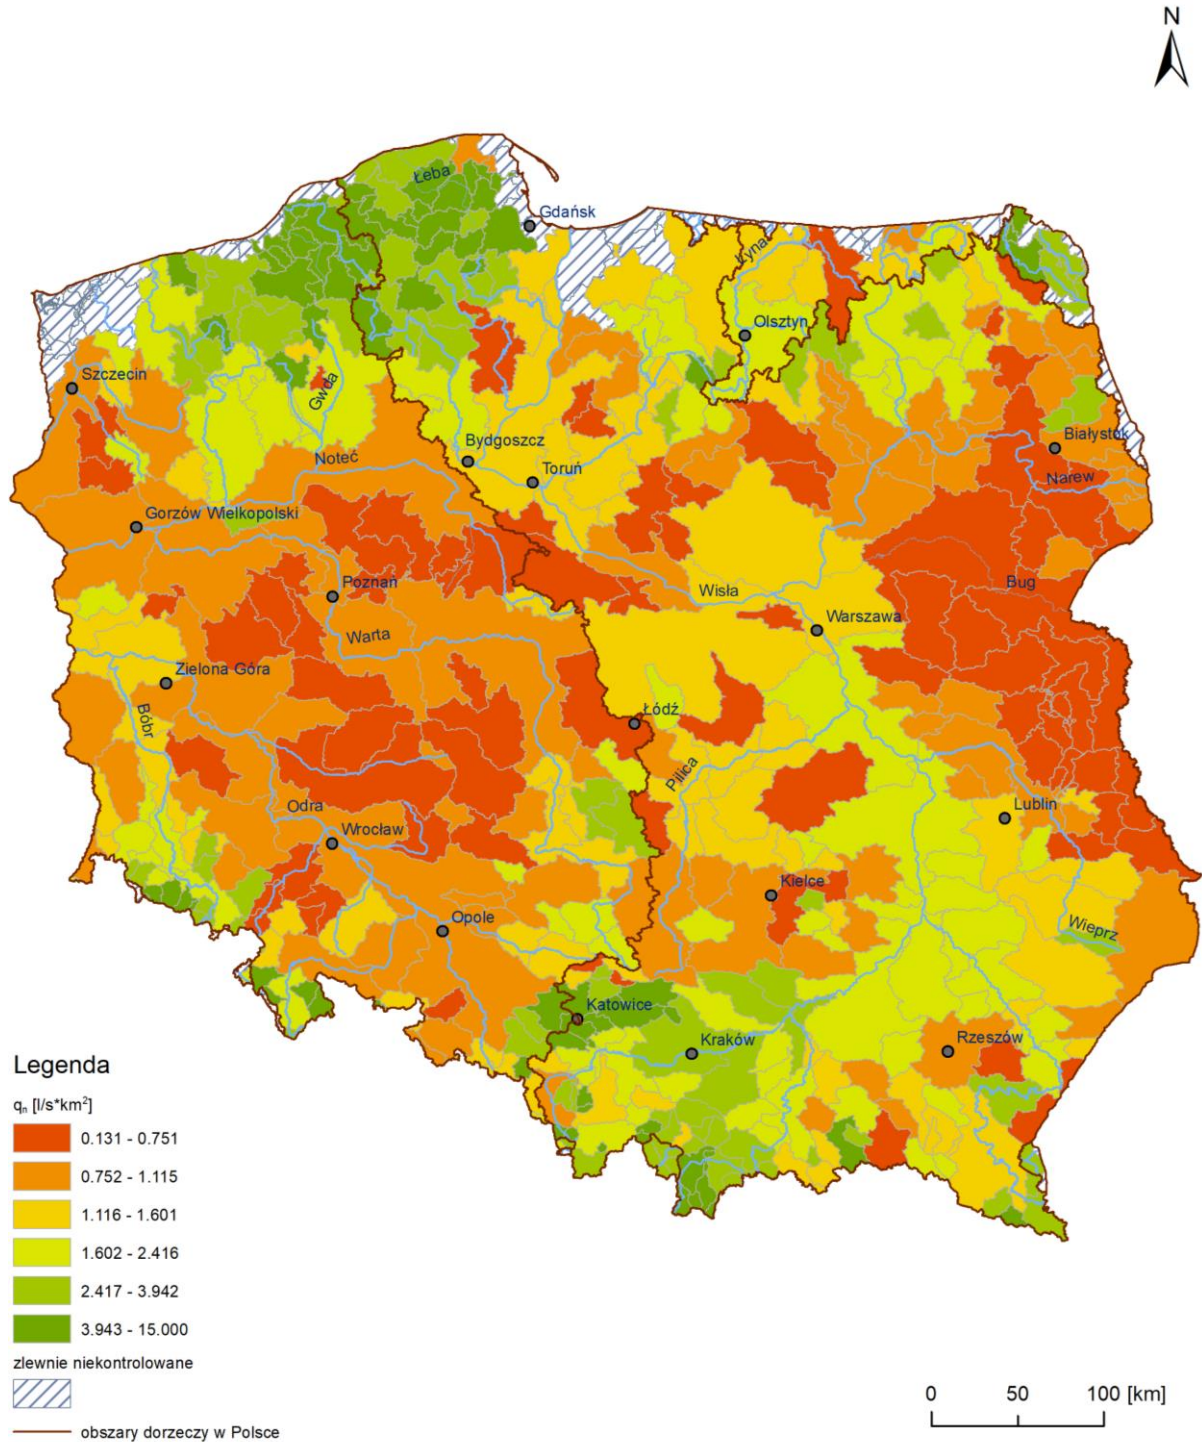 N
Łeba
Gdańsk
Łyna
Olsztyn
Szczecin
Gwda
Białystok
Bydgoszcz
Noteć
Toruń
Narew
Gorzów Wielkopolski
Poznań
Wisła
Bug
Warta
Warszawa
Zielona Góra
Bóbr
Łódź
Pilica
Odra
Lublin
Wrocław
Kielce
Opole
Wieprz
Katowice
Kraków
Rzeszów
Legenda
qₙ [l/s*km²]
0.131 - 0.751
0.752 - 1.115
1.116 - 1.601
1.602 - 2.416
2.417 - 3.942
3.943 - 15.000
zlewnie niekontrolowane
obszary dorzeczy w Polsce
0 50 100 [km]